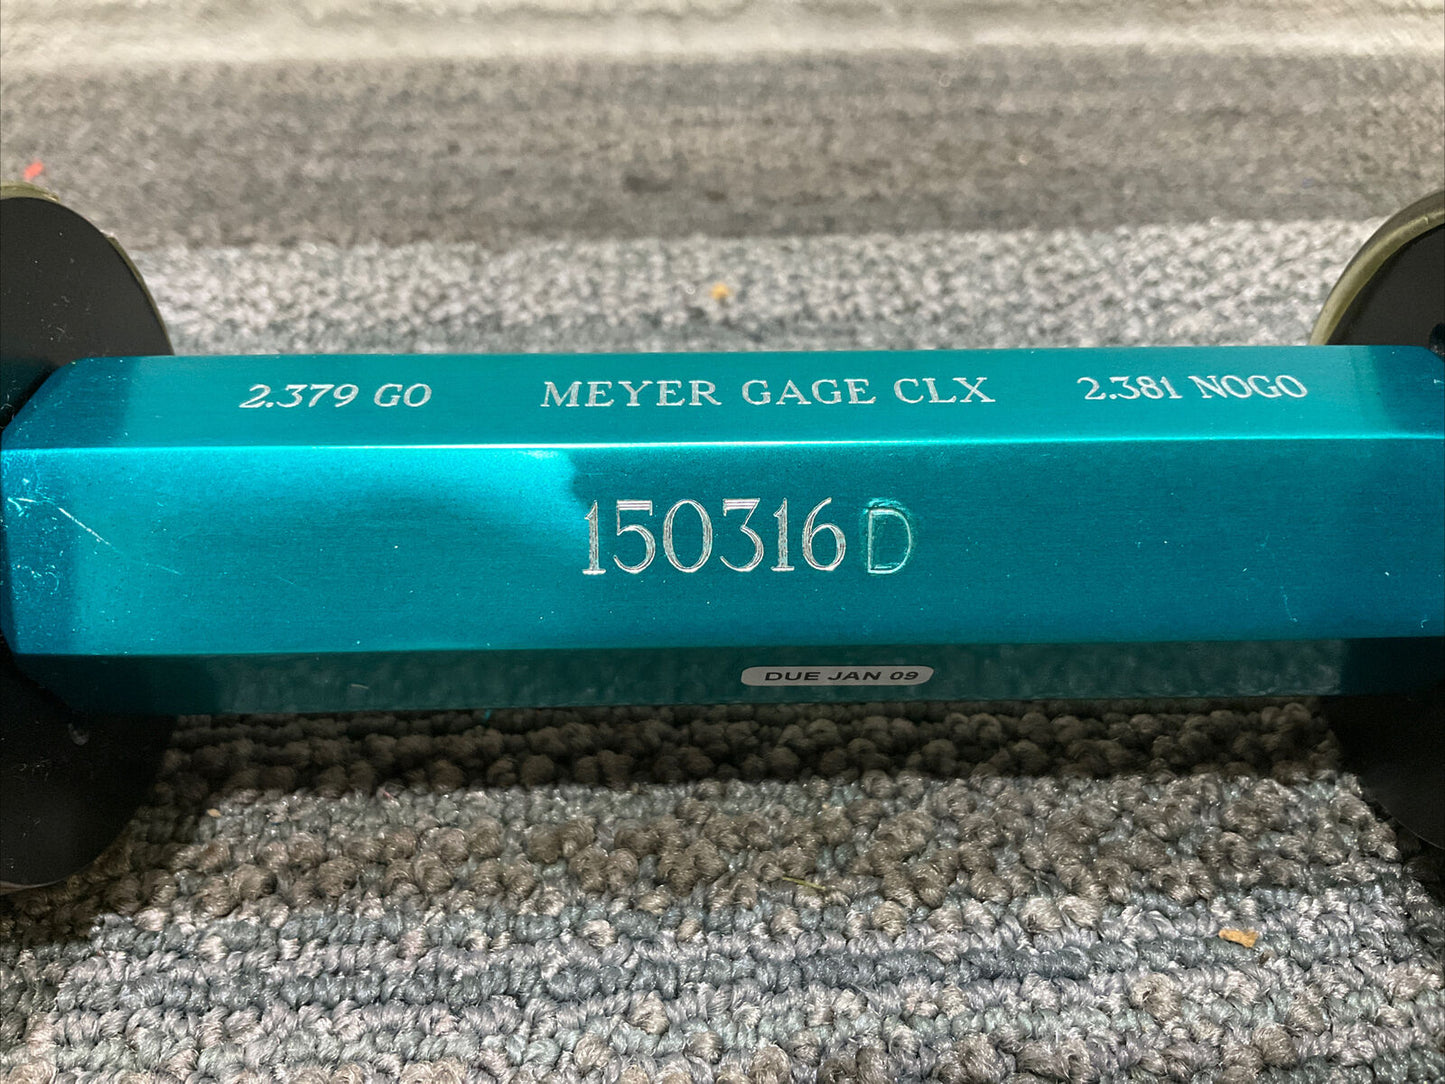 2.379 GO MEYER GAGE CLX 2.381 NOGO
150316 D
DUE JAN 09